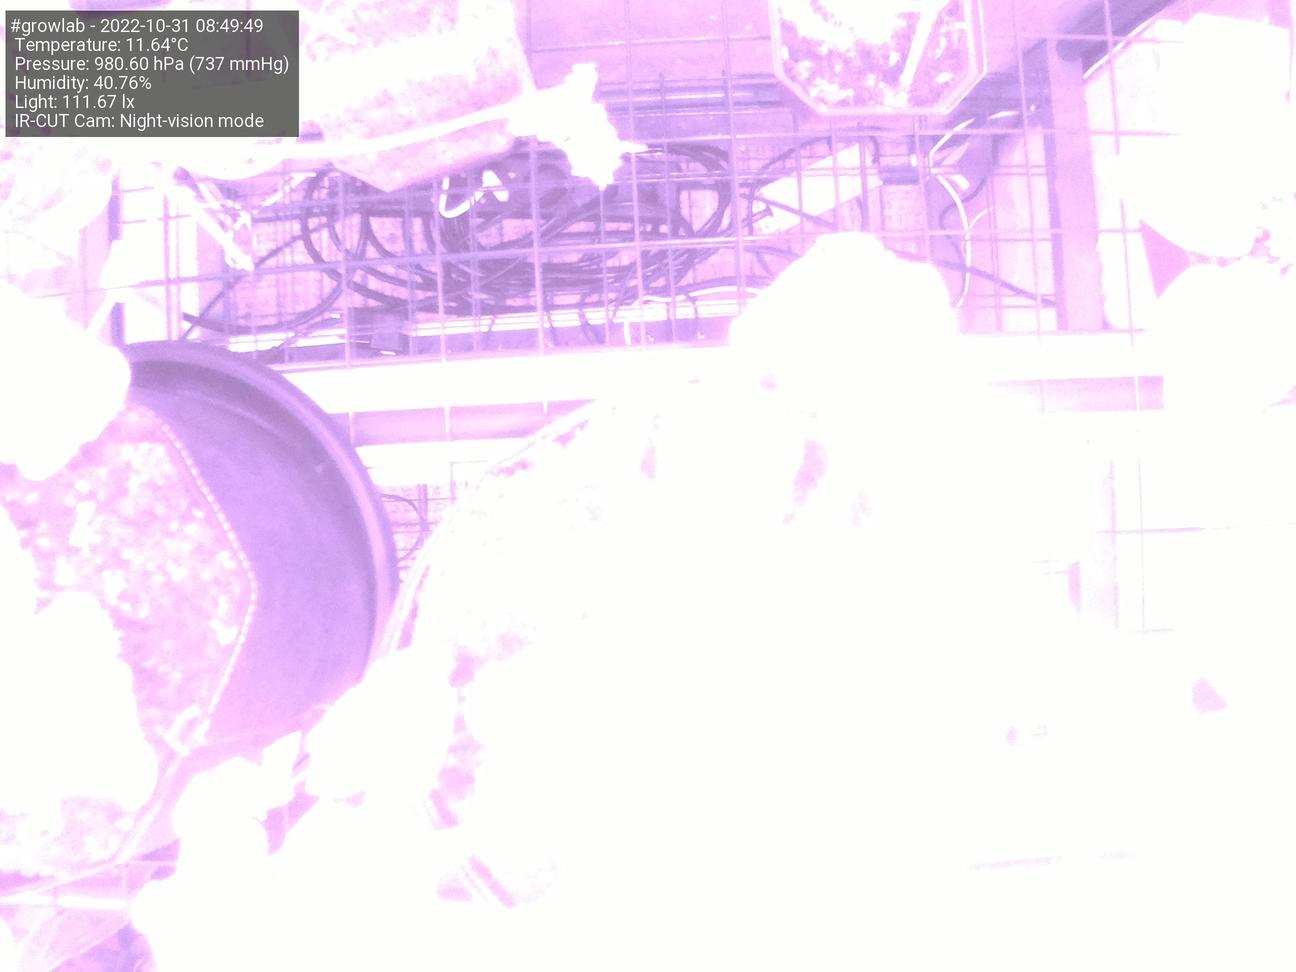 #growlab - 2022-10-31 08:49:49
Temperature: 11.64°C
Pressure: 980.60 hPa (737 mmHg)
Humidity: 40.76%
Light: 111.67 lx
IR-CUT Cam: Night-vision mode